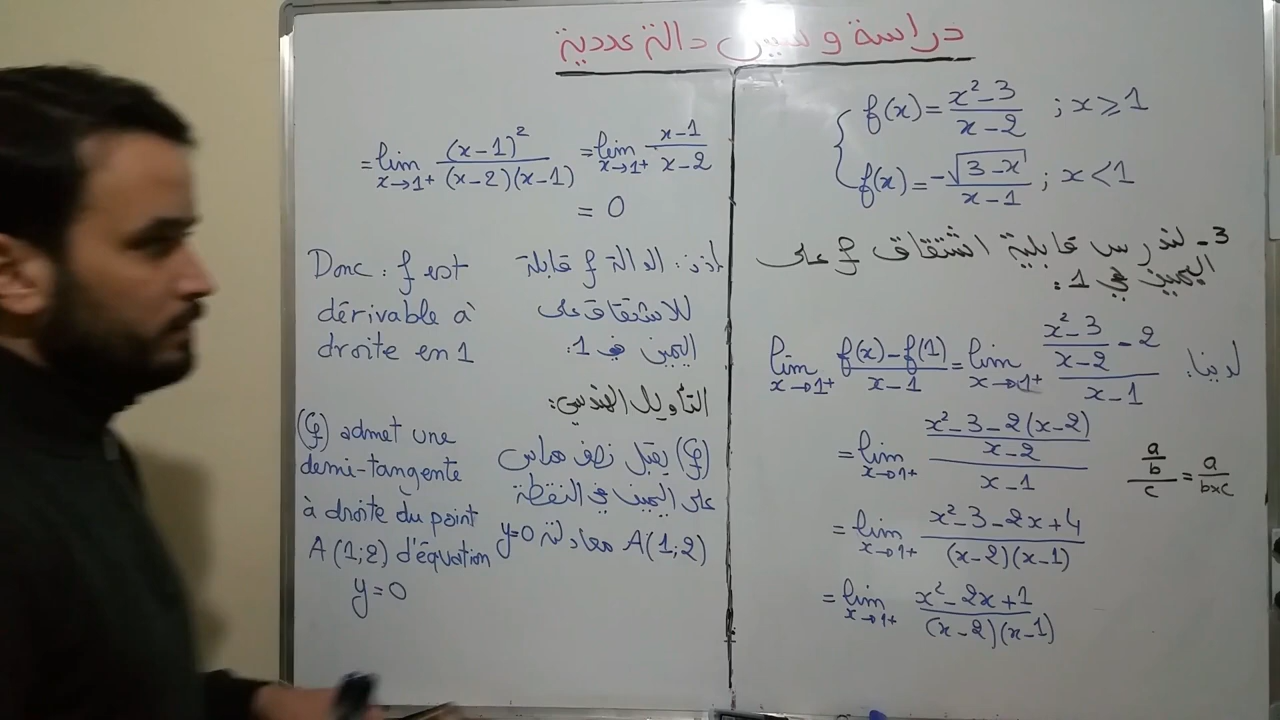 دراسة و تمثيل دالة عددية
f(x) = (x² - 3)/(x - 2) ; x ⩾ 1
f(x) = -√(3 - x)/(x - 1) ; x < 1
3- لندرس قابلية اشتقاق f على
اليمين في 1:
لدينا: lim x→1+ (f(x) - f(1))/(x - 1) = lim x→1+ ((x² - 3)/(x - 2) - 2)/(x - 1)
= lim x→1+ ((x² - 3 - 2(x - 2))/(x - 2))/(x - 1)
(a/b)/c = a/(b×c)
= lim x→1+ (x² - 3 - 2x + 4)/((x - 2)(x - 1))
= lim x→1+ (x² - 2x + 1)/((x - 2)(x - 1))
= lim x→1+ (x - 1)²/((x - 2)(x - 1)) = lim x→1+ (x - 1)/(x - 2)
= 0
إذن: الدالة f قابلة
للاشتقاق على
اليمين في 1:
Donc : f est
dérivable à
droite en 1
التأويل الهندسي:
(Cf) يقبل نصف مماس
على اليمين في النقطة
A(1;2) معادلته y=0
(Cf) admet une
demi-tangente
à droite du point
A(1;2) d'équation
y=0